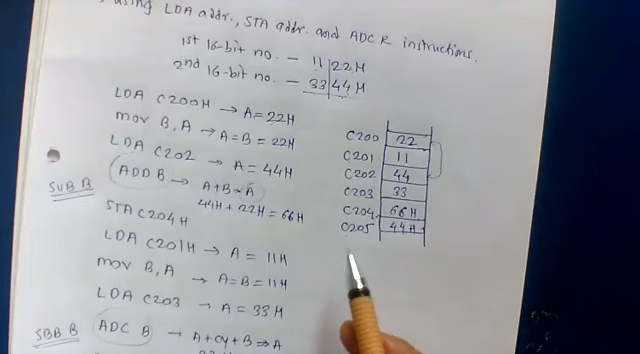 using LDA addr., STA addr. and ADC R instructions.
1st 16-bit no. - 11 22H
2nd 16-bit no. - 33 44H
LDA C200H → A=22H
mov B,A → A=B=22H
LDA C202 → A=44H
ADD B → A+B→A
SUB B
44H+22H=66H
STA C204H
LDA C201H → A=11H
mov B,A → A=B=11H
LDA C203 → A=33H
SBB B ADC B → A+cy+B⇒A
C200 22
C201 11
C202 44
C203 33
C204 66H
C205 44H